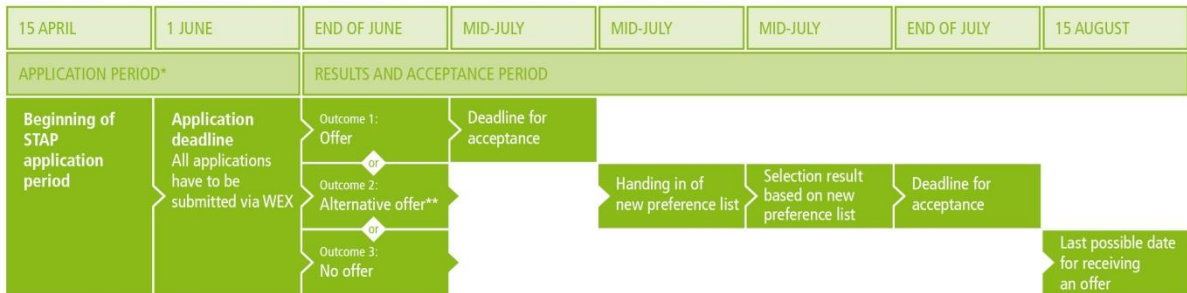 15 APRIL
1 JUNE
END OF JUNE
MID-JULY
MID-JULY
MID-JULY
END OF JULY
15 AUGUST
APPLICATION PERIOD*
RESULTS AND ACCEPTANCE PERIOD
Beginning of
STAP
application
period
Application
deadline
All applications
have to be
submitted via WEX
Outcome 1:
Offer
or
Outcome 2:
Alternative offer**
or
Outcome 3:
No offer
Deadline for
acceptance
Handing in of
new preference list
Selection result
based on new
preference list
Deadline for
acceptance
Last possible date
for receiving
an offer